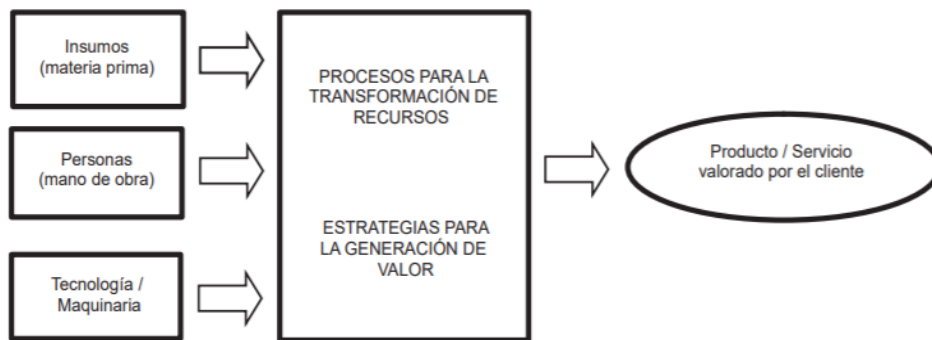 Insumos
(materia prima)
Personas
(mano de obra)
Tecnología /
Maquinaria
PROCESOS PARA LA
TRANSFORMACIÓN DE
RECURSOS
ESTRATEGIAS PARA
LA GENERACIÓN DE
VALOR
Producto / Servicio
valorado por el cliente